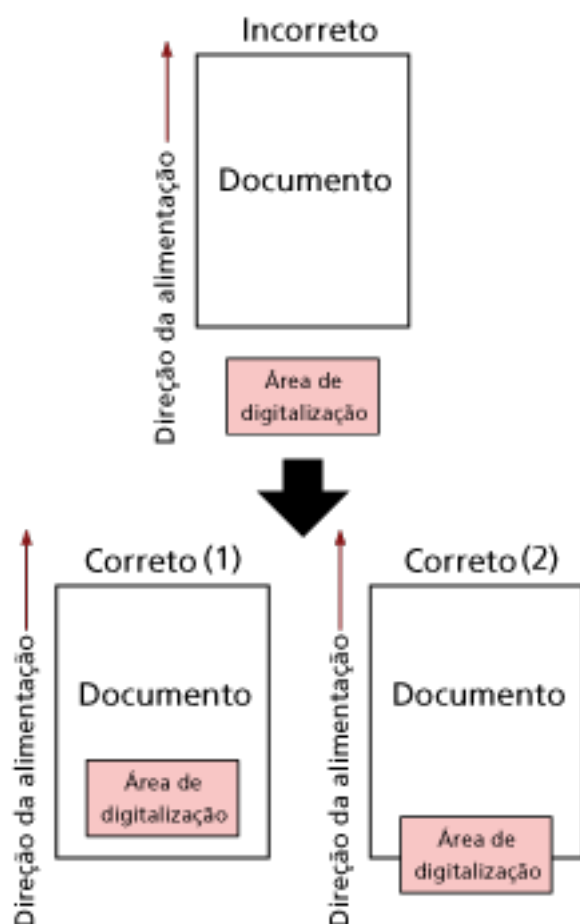 Incorreto
Direção da alimentação
Documento
Área de
digitalização
Correto (1)
Direção da alimentação
Documento
Área de
digitalização
Correto (2)
Direção da alimentação
Documento
Área de
digitalização